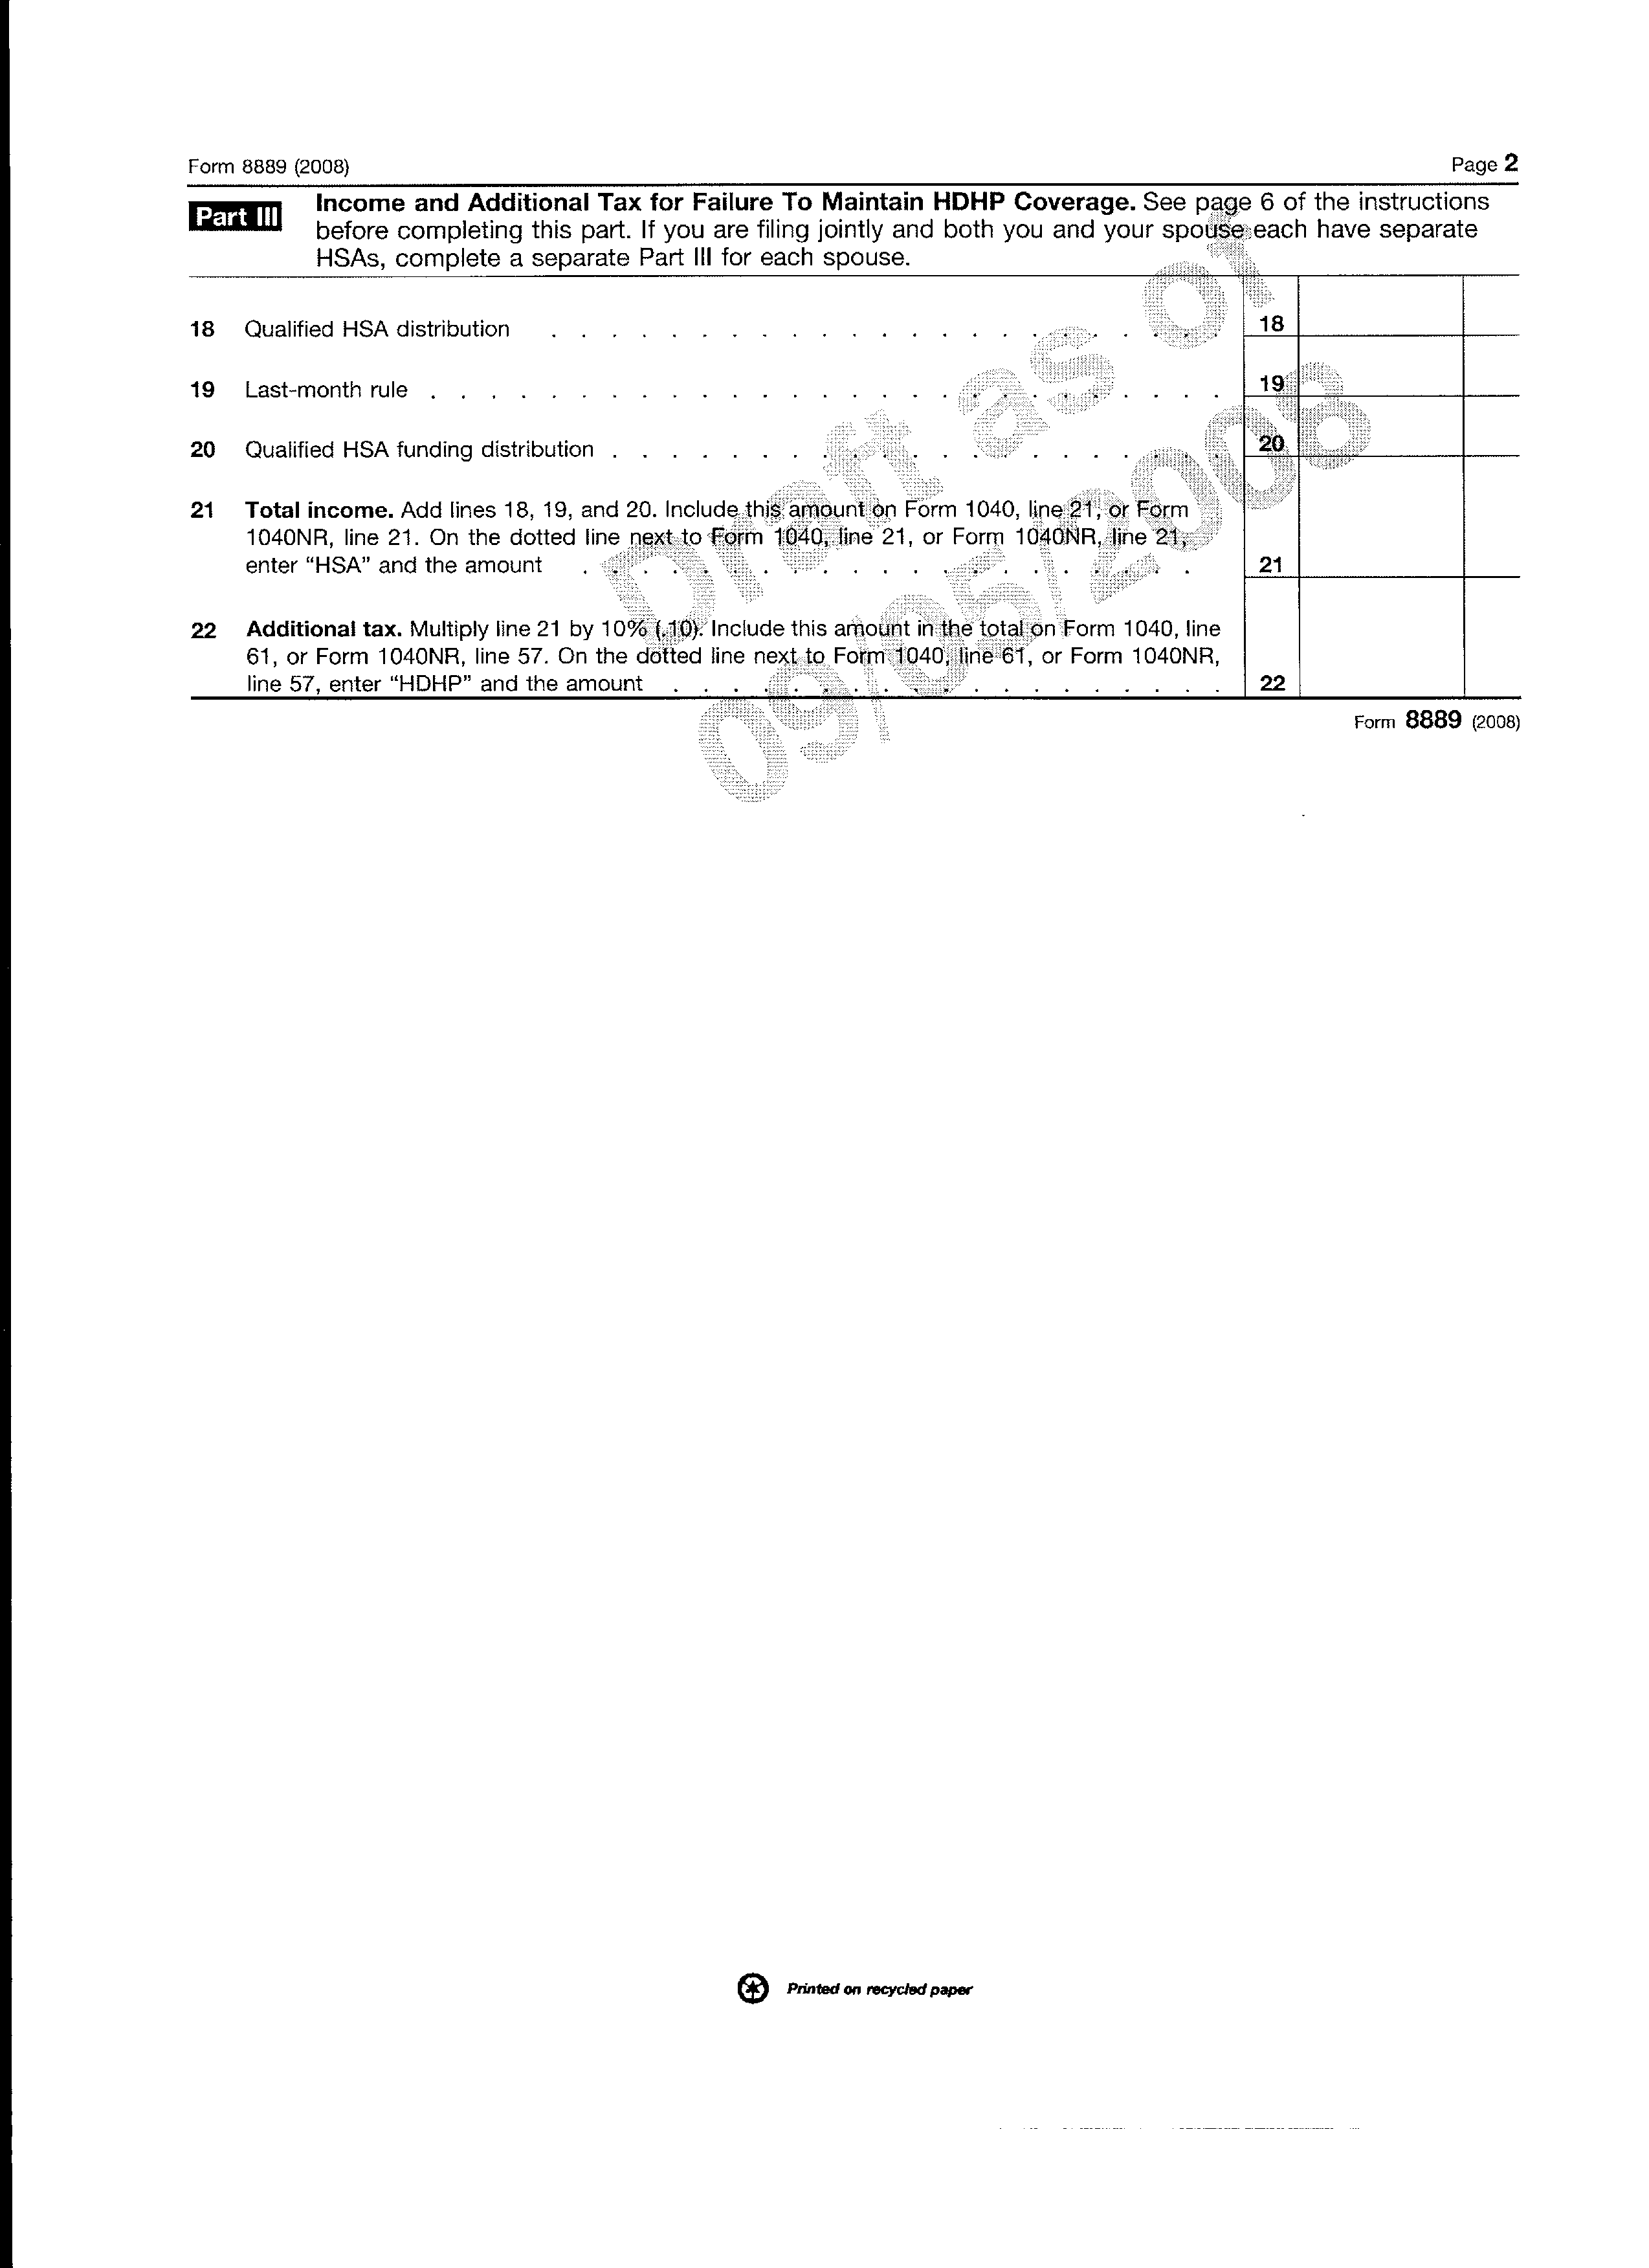 Form 8889 (2008) Page 2
Part III Income and Additional Tax for Failure To Maintain HDHP Coverage. See page 6 of the instructions
before completing this part. If you are filing jointly and both you and your spouse each have separate
HSAs, complete a separate Part III for each spouse.
18 Qualified HSA distribution . . . . . . . . . . . . . . . . . . . . . . . 18
19 Last-month rule . . . . . . . . . . . . . . . . . . . . . . . . . . . 19
20 Qualified HSA funding distribution . . . . . . . . . . . . . . . . . . . . . 20
21 Total income. Add lines 18, 19, and 20. Include this amount on Form 1040, line 21, or Form
1040NR, line 21. On the dotted line next to Form 1040, line 21, or Form 1040NR, line 21,
enter “HSA” and the amount . . . . . . . . . . . . . . . . . . . . . 21
22 Additional tax. Multiply line 21 by 10% (.10). Include this amount in the total on Form 1040, line
61, or Form 1040NR, line 57. On the dotted line next to Form 1040, line 61, or Form 1040NR,
line 57, enter “HDHP” and the amount . . . . . . . . . . . . . . . . . . . 22
Form 8889 (2008)
Draft as of
09/05/2008
Printed on recycled paper